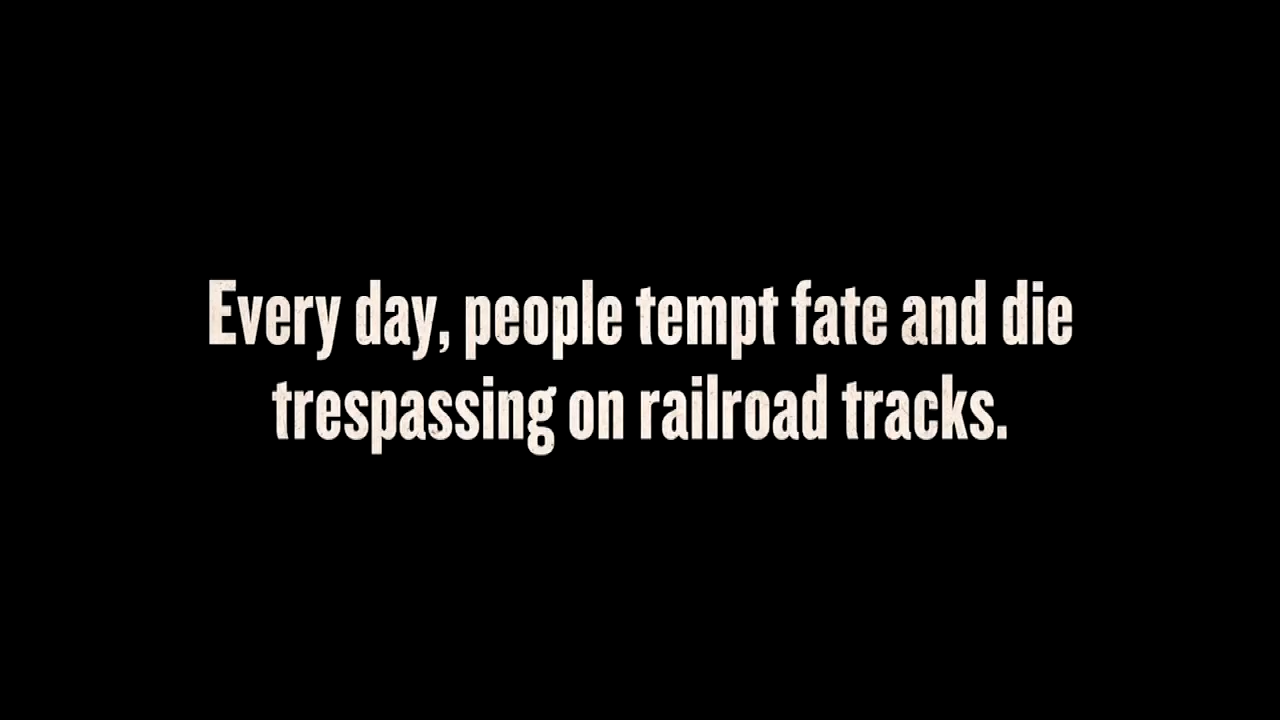 Every day, people tempt fate and die
trespassing on railroad tracks.